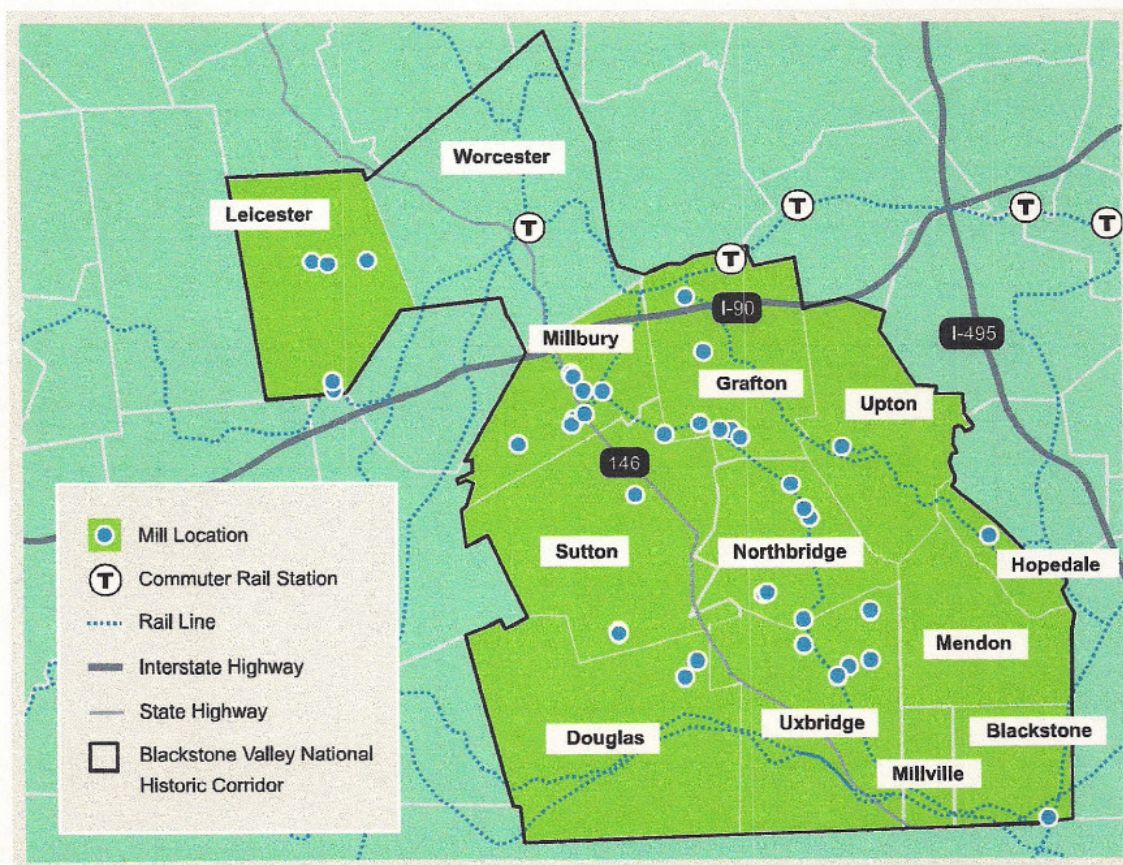 Worcester
T
T
T
Leicester
T
T
I-90
Millbury
I-495
Grafton
Upton
146
Mill Location
Sutton
Northbridge
T Commuter Rail Station
Hopedale
Rail Line
Interstate Highway
Mendon
State Highway
Uxbridge
Blackstone
Douglas
Blackstone Valley National
Historic Corridor
Millville